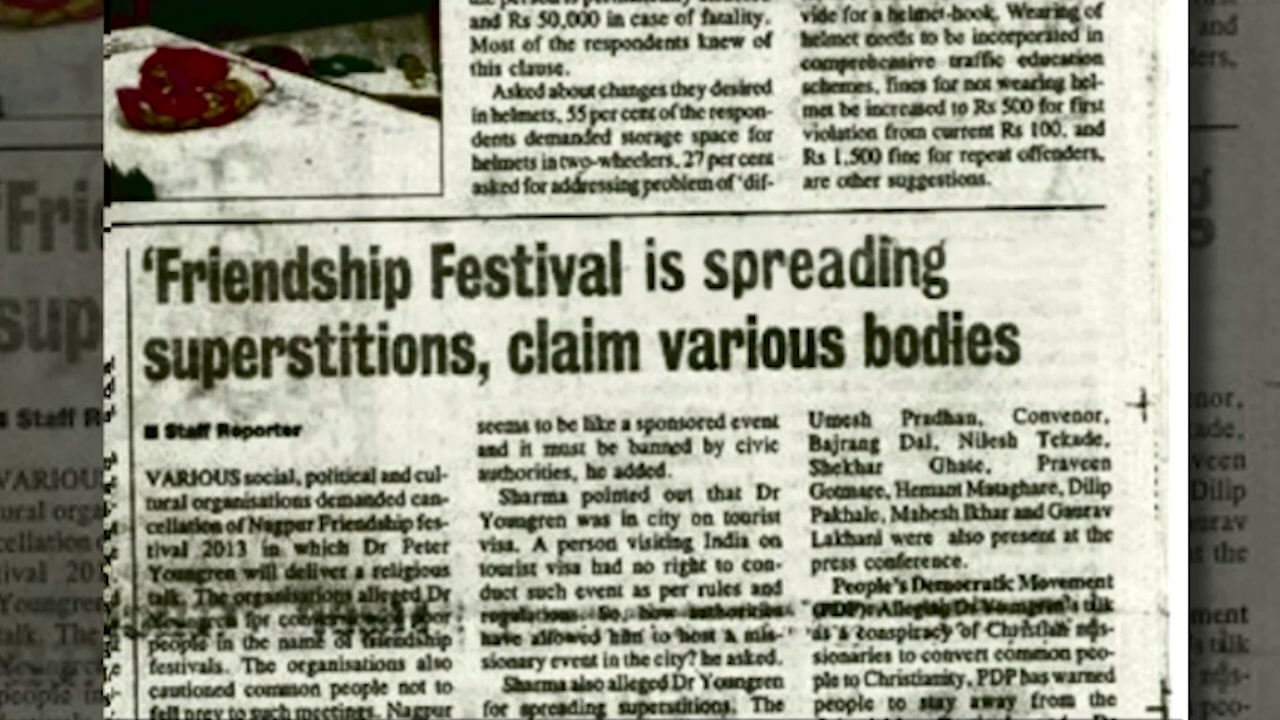 and Rs 50,000 in case of fatality.
Most of the respondents knew of
this clause.
Asked about changes they desired
in helmets, 55 per cent of the respon-
dents demanded storage space for
helmets in two-wheelers, 27 per cent
asked for addressing problem of 'dif-
vide for a helmet-hook. Wearing of
helmet needs to be incorporated in
comprehensive traffic education
schemes, fines for not wearing hel-
met be increased to Rs 500 for first
violation from current Rs 100, and
Rs 1,500 fine for repeat offenders,
are other suggestions.
'Friendship Festival is spreading
superstitions, claim various bodies
■ Staff Reporter
VARIOUS social, political and cul-
tural organisations demanded can-
cellation of Nagpur Friendship fes-
tival 2013 in which Dr Peter
Youngren will deliver a religious
talk. The organisations alleged Dr
for poor
people in the name of friendship
festivals. The organisations also
cautioned common people not to
fell prey to such meetings. Nagpur
seems to be like a sponsored event
and it must be banned by civic
authorities, he added.
Sharma pointed out that Dr
Youngren was in city on tourist
visa. A person visiting India on
tourist visa had no right to con-
duct such event as per rules and
regulations. So, how authorities
have allowed him to host a mis-
sionary event in the city? he asked.
Sharma also alleged Dr Youngren
for spreading superstitions. The
Umesh Pradhan, Convenor,
Bajrang Dal, Nilesh Tekade,
Shekhar Ghate, Praveen
Gotmare, Hemant Mataghare, Dilip
Pakhale, Mahesh Ikhar and Gaurav
Lakhani were also present at the
press conference.
People's Democratic Movement
(PDP): Alleging Dr Youngren's talk
as a conspiracy of Christian mis-
sionaries to convert common peo-
ple to Christianity, PDP has warned
people to stay away from the